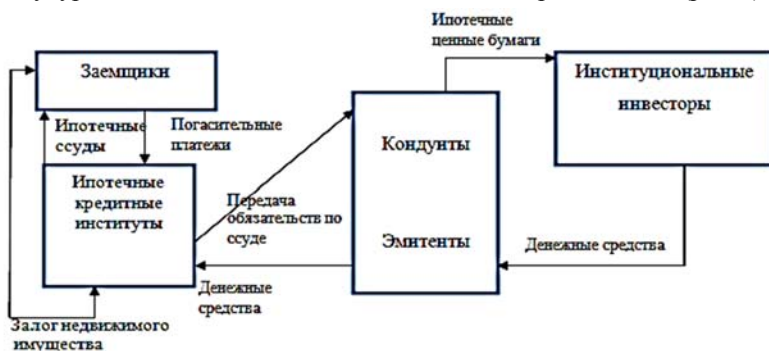 Ипотечные
ценные бумаги
Заемщики
Институциональные
инвесторы
Ипотечные
ссуды
Погасительные
платежи
Кондуиты
Ипотечные
кредитные
институты
Передача
обязательств по
ссуде
Эмитенты
Денежные средства
Денежные
средства
Залог недвижимого
имущества